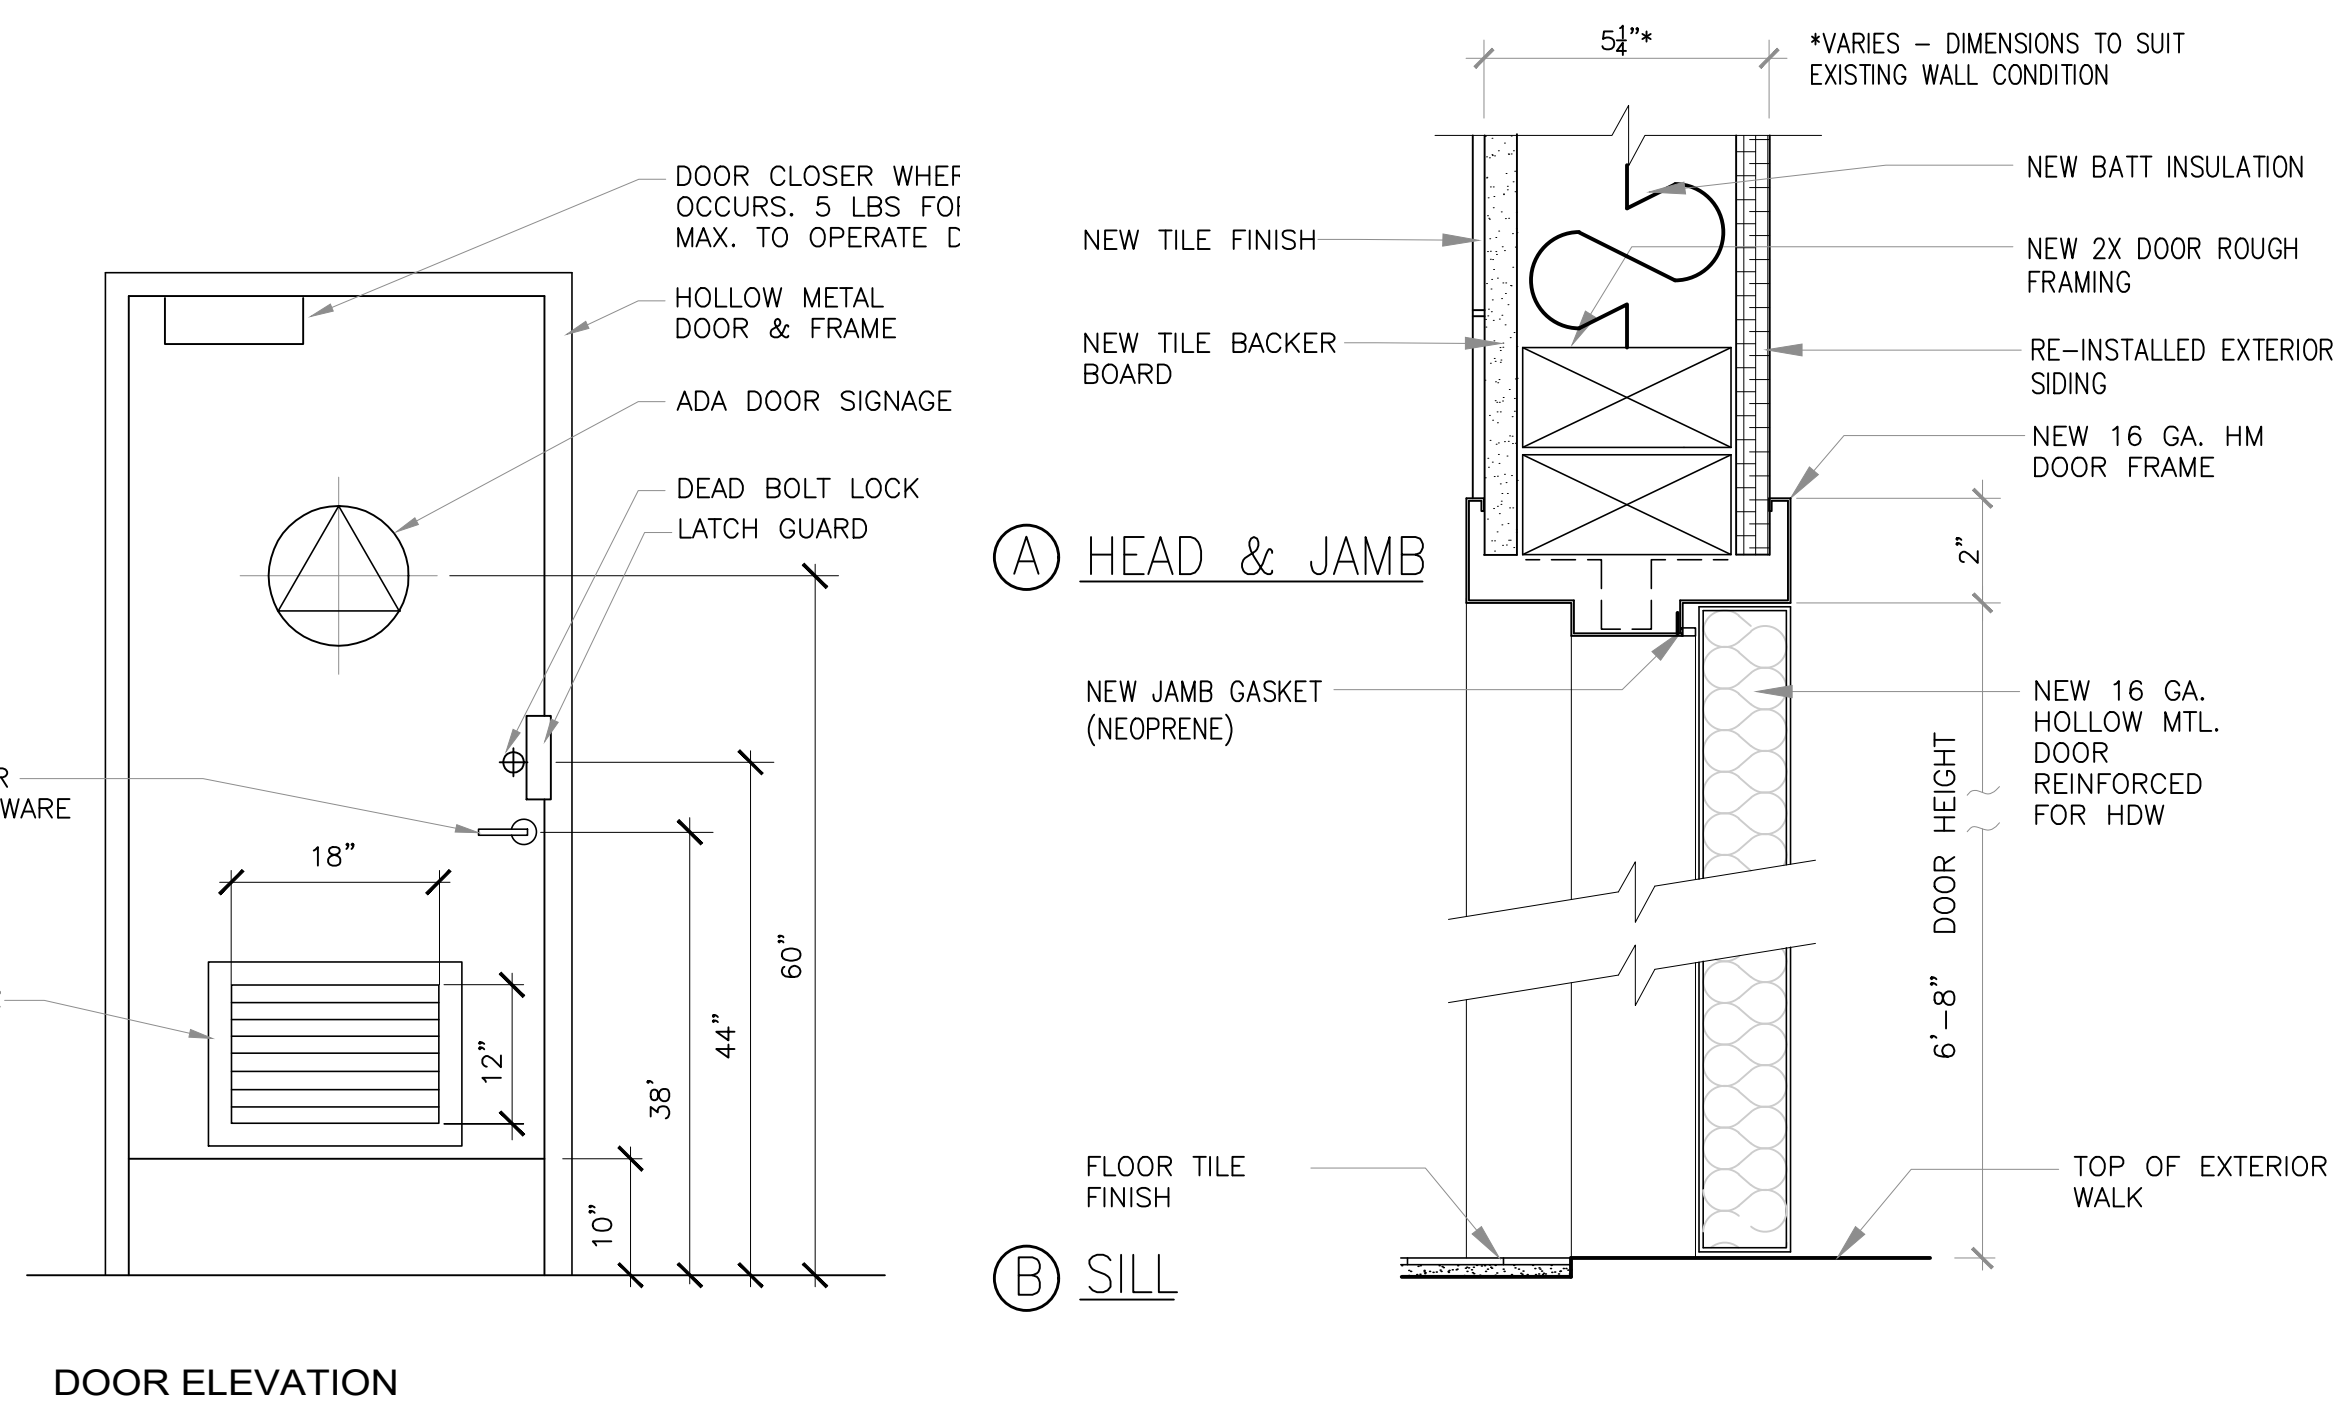 DOOR CLOSER
OCCURS. 5 LBS
MAX. TO OPERATE
HOLLOW METAL
DOOR & FRAME
ADA DOOR SIGNAGE
DEAD BOLT LOCK
LATCH GUARD
WARE
18”
12”
10”
38’
44”
60”
DOOR ELEVATION
5¼”*
*VARIES – DIMENSIONS TO SUIT
EXISTING WALL CONDITION
NEW BATT INSULATION
NEW TILE FINISH
NEW 2X DOOR ROUGH
FRAMING
NEW TILE BACKER
BOARD
RE–INSTALLED EXTERIOR
SIDING
NEW 16 GA. HM
DOOR FRAME
A HEAD & JAMB
2”
NEW JAMB GASKET
(NEOPRENE)
NEW 16 GA.
HOLLOW MTL.
DOOR
REINFORCED
FOR HDW
6’–8” DOOR HEIGHT
FLOOR TILE
FINISH
TOP OF EXTERIOR
WALK
B SILL